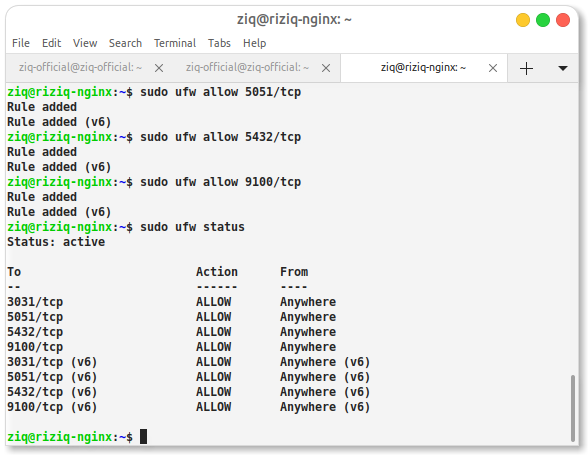 ziq@riziq-nginx: ~
File Edit View Search Terminal Tabs Help
ziq-official@ziq-official: ~ ziq-official@ziq-official: ~ ziq@riziq-nginx: ~
ziq@riziq-nginx:~$ sudo ufw allow 5051/tcp
Rule added
Rule added (v6)
ziq@riziq-nginx:~$ sudo ufw allow 5432/tcp
Rule added
Rule added (v6)
ziq@riziq-nginx:~$ sudo ufw allow 9100/tcp
Rule added
Rule added (v6)
ziq@riziq-nginx:~$ sudo ufw status
Status: active
To Action From
-- ------ ----
3031/tcp ALLOW Anywhere
5051/tcp ALLOW Anywhere
5432/tcp ALLOW Anywhere
9100/tcp ALLOW Anywhere
3031/tcp (v6) ALLOW Anywhere (v6)
5051/tcp (v6) ALLOW Anywhere (v6)
5432/tcp (v6) ALLOW Anywhere (v6)
9100/tcp (v6) ALLOW Anywhere (v6)
ziq@riziq-nginx:~$